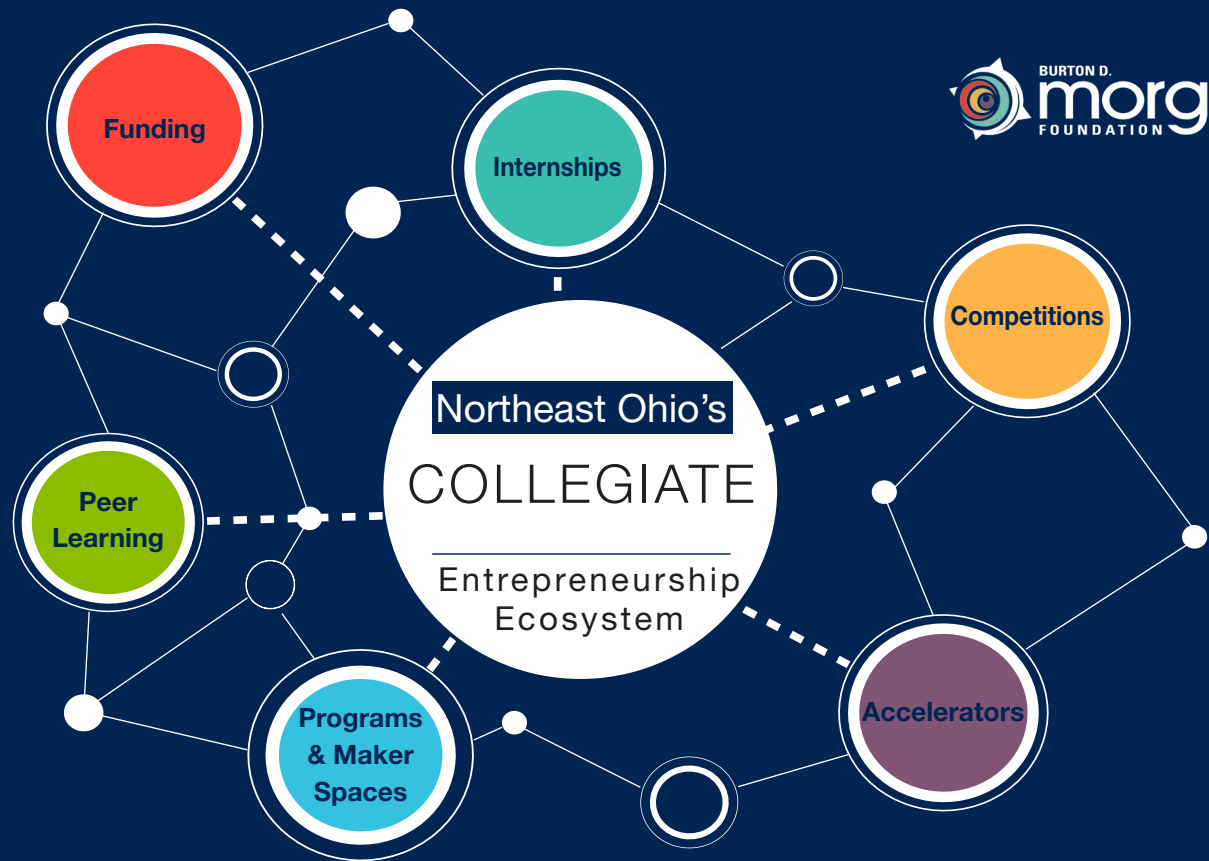 BURTON D.
morg
FOUNDATION
Funding
Internships
Competitions
Northeast Ohio's
COLLEGIATE
Entrepreneurship
Ecosystem
Peer
Learning
Programs
& Maker
Spaces
Accelerators